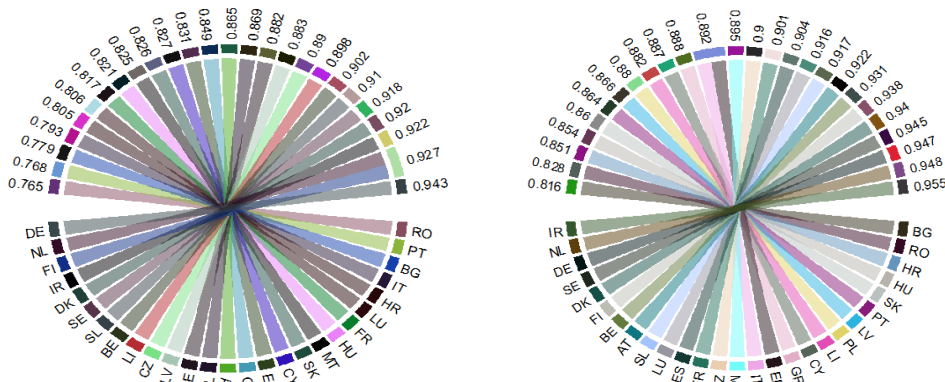 0.765
0.768
0.779
0.793
0.805
0.806
0.817
0.821
0.825
0.826
0.827
0.831
0.849
0.865
0.869
0.882
0.883
0.89
0.898
0.902
0.91
0.918
0.92
0.922
0.927
0.943
RO
PT
BG
IT
HR
LU
FR
HU
MT
SK
CZ
LI
BE
SL
SE
DK
IR
FI
NL
DE
0.816
0.828
0.851
0.854
0.86
0.864
0.866
0.88
0.882
0.887
0.888
0.892
0.895
0.9
0.901
0.904
0.916
0.917
0.922
0.931
0.938
0.94
0.945
0.947
0.948
0.955
BG
RO
HR
HU
SK
PT
LV
PL
LI
CY
ES
LU
SL
AT
BE
FI
DK
SE
DE
NL
IR